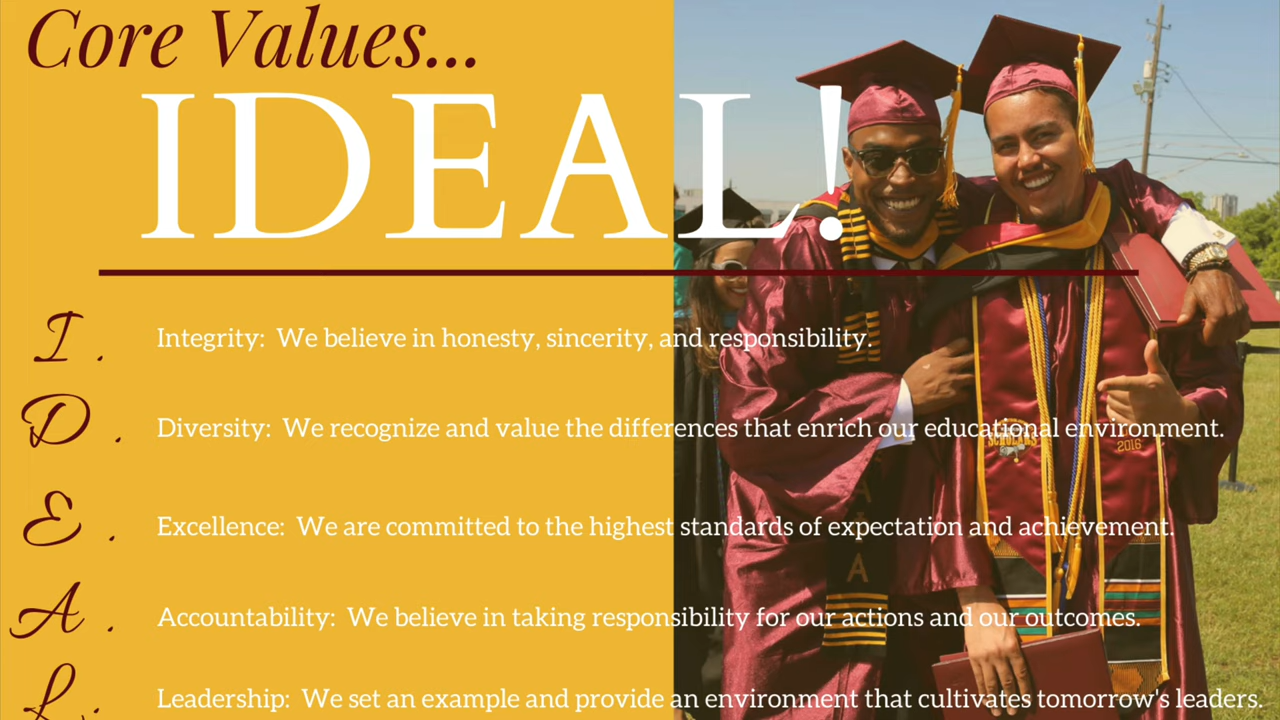 Core Values...
IDEAL!
I. Integrity:  We believe in honesty, sincerity, and responsibility.
D. Diversity:  We recognize and value the differences that enrich our educational environment.
E. Excellence:  We are committed to the highest standards of expectation and achievement.
A. Accountability:  We believe in taking responsibility for our actions and our outcomes.
L. Leadership:  We set an example and provide an environment that cultivates tomorrow's leaders.
SCHOLARS
2016
A